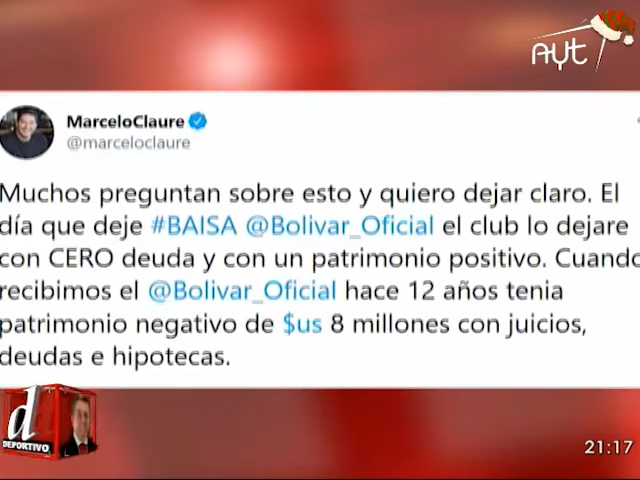 AYT
MarceloClaure
@marceloclaure
Muchos preguntan sobre esto y quiero dejar claro. El
día que deje #BAISA @Bolivar_Oficial el club lo dejare
con CERO deuda y con un patrimonio positivo. Cuando
recibimos el @Bolivar_Oficial hace 12 años tenia
patrimonio negativo de $us 8 millones con juicios,
deudas e hipotecas.
d
DEPORTIVO
21:17